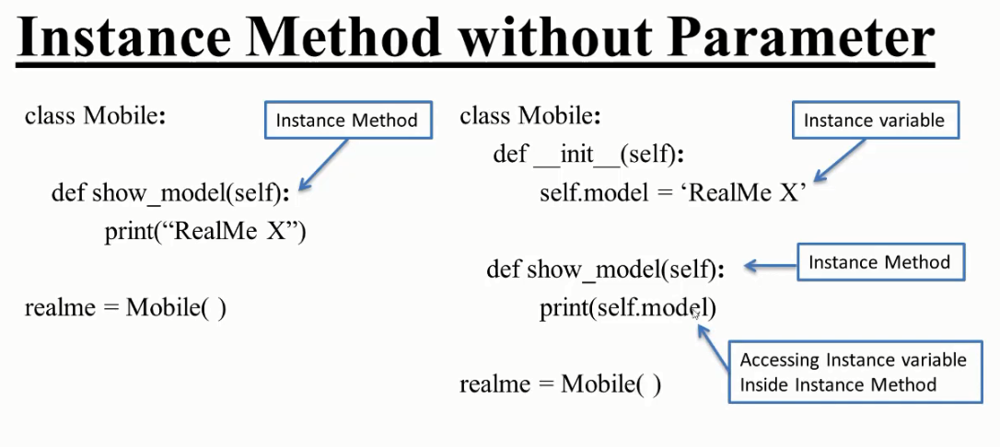 Instance Method without Parameter
class Mobile:
Instance Method
def show_model(self):
print(“RealMe X”)
realme = Mobile( )
class Mobile:
Instance variable
def __init__(self):
self.model = ‘RealMe X’
def show_model(self):
Instance Method
print(self.model)
Accessing Instance variable
Inside Instance Method
realme = Mobile( )